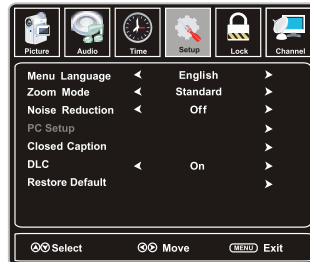 Picture Audio Time Setup Lock Channel
Menu Language English
Zoom Mode Standard
Noise Reduction Off
PC Setup
Closed Caption
DLC On
Restore Default
Select Move MENU Exit